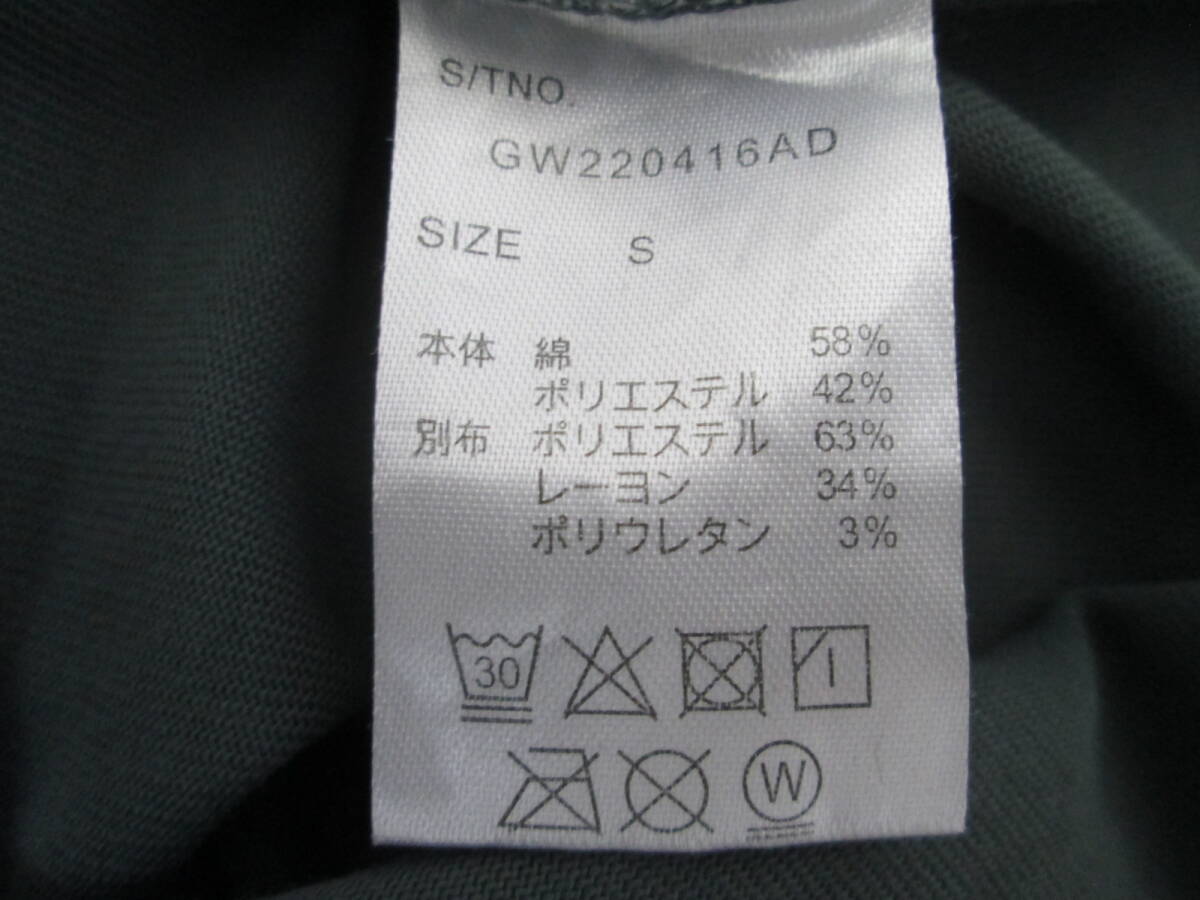 S/TNO.
GW220416AD
SIZE S
本体 綿 58%
ポリエステル 42%
別布 ポリエステル 63%
レーヨン 34%
ポリウレタン 3%
30
W